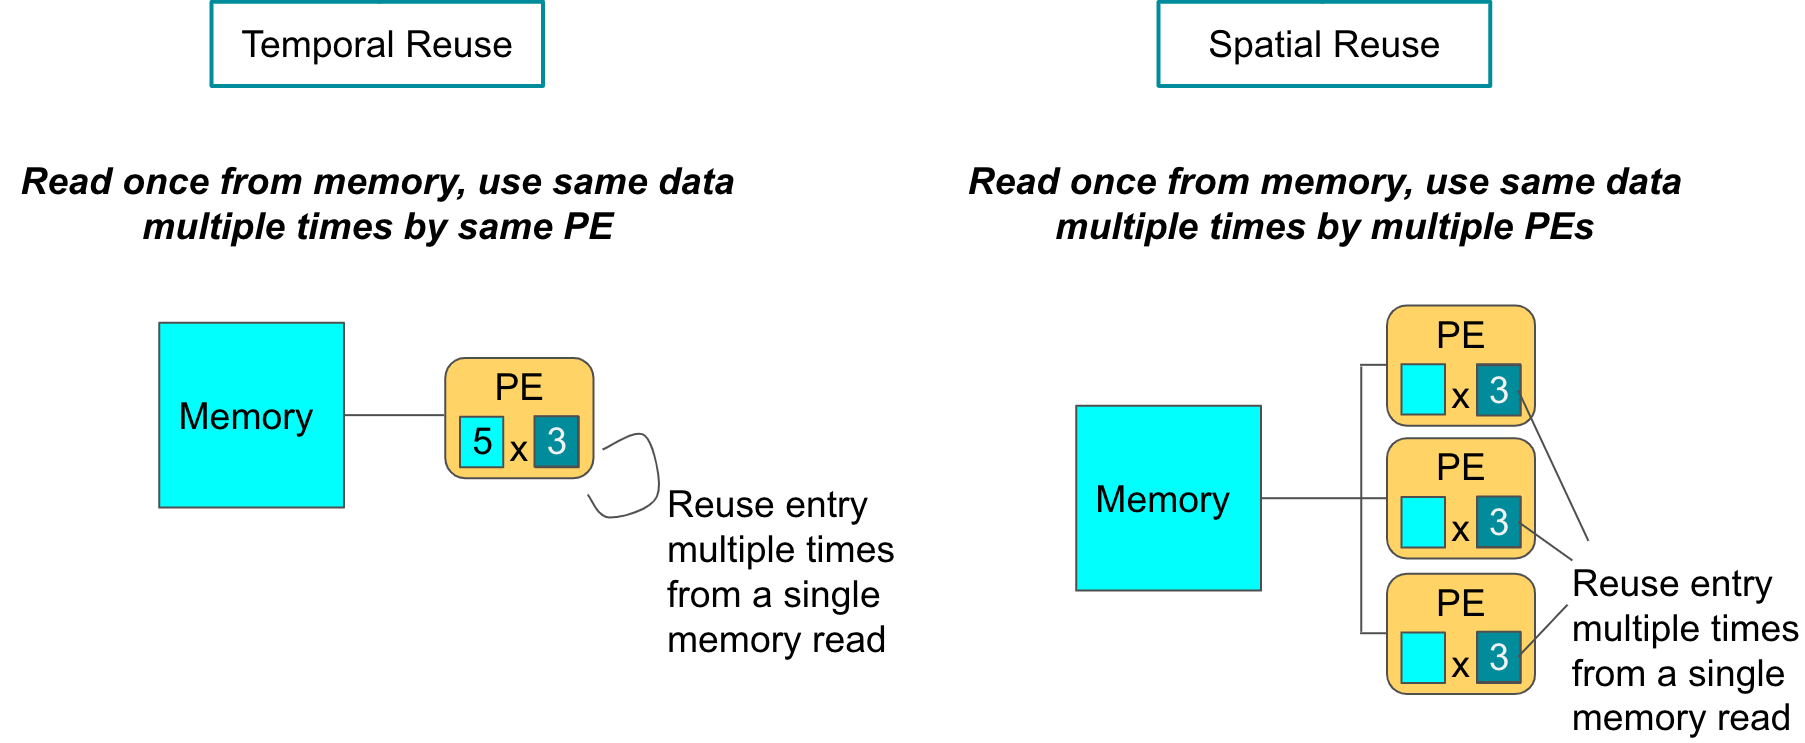 Temporal Reuse
Read once from memory, use same data
multiple times by same PE
Memory
PE
5 x 3
Reuse entry
multiple times
from a single
memory read
Spatial Reuse
Read once from memory, use same data
multiple times by multiple PEs
Memory
PE
x 3
PE
x 3
PE
x 3
Reuse entry
multiple times
from a single
memory read